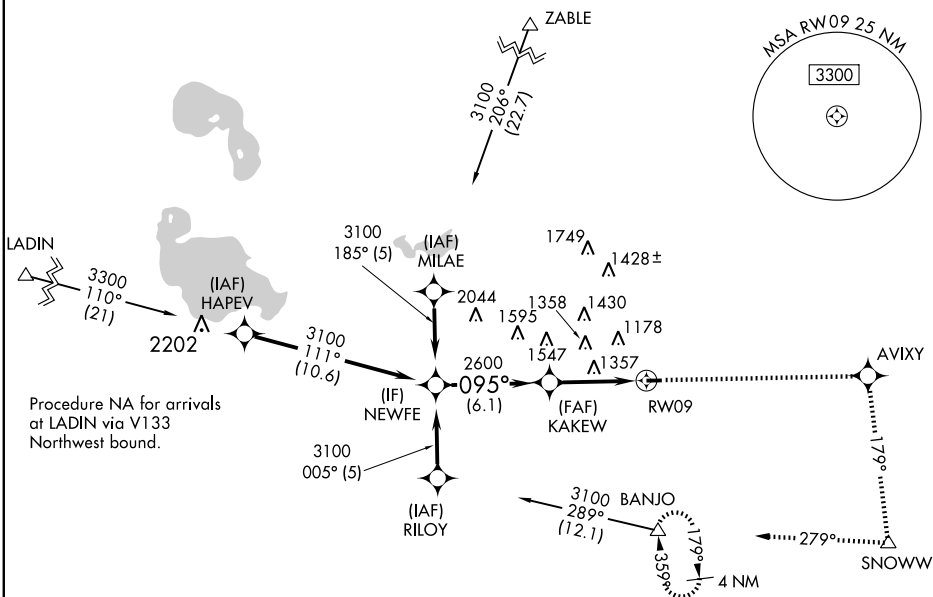 ZABLE
3100
206°
(22.7)
MSA RW09 25 NM
3300
LADIN
3300
110°
(21)
(IAF)
HAPEV
2202
3100
111°
(10.6)
3100
185° (5)
(IAF)
MILAE
2044
1595
1358
1749
1428±
1430
1178
1547
1357
2600
095°
(6.1)
(IF)
NEWFE
(FAF)
KAKEW
RW09
AVIXY
Procedure NA for arrivals
at LADIN via V133
Northwest bound.
3100
005° (5)
(IAF)
RILOY
3100
289°
(12.1)
BANJO
359°
179°
4 NM
279°
179°
SNOWW